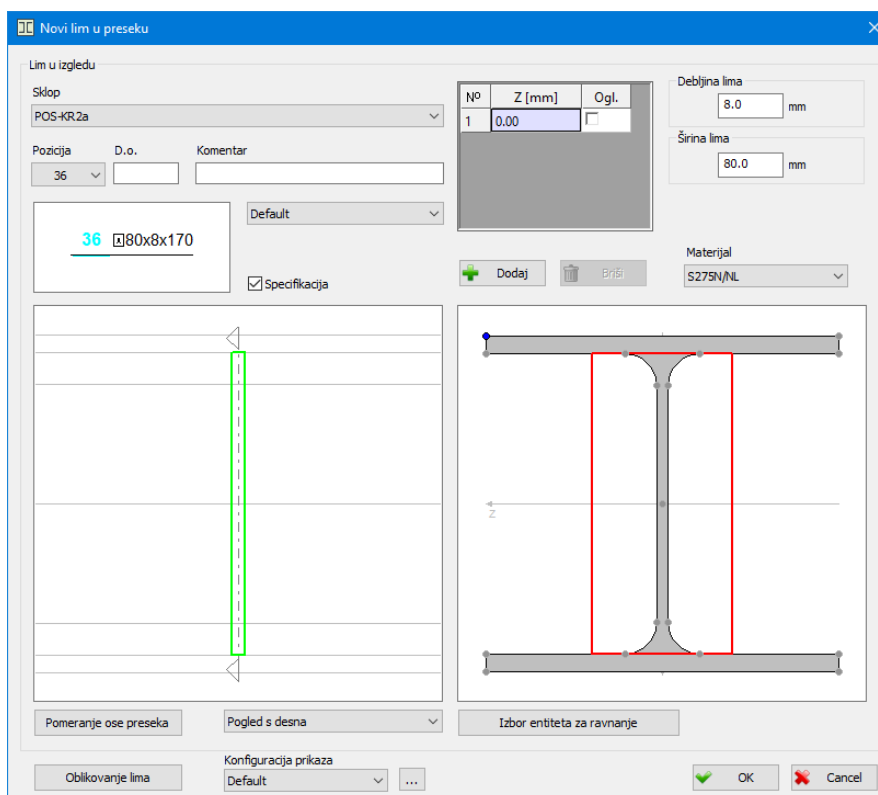 Novi lim u preseku
Lim u izgledu
Sklop
POS-KR2a
Pozicija D.o. Komentar
36
36 80x8x170
Default
Specifikacija
Nº Z [mm] Ogl.
1 0.00
Debljina lima
8.0 mm
Širina lima
80.0 mm
Dodaj Briši
Materijal
S275N/NL
Z
Pomeranje ose preseka Pogled s desna Izbor entiteta za ravnanje
Oblikovanje lima
Konfiguracija prikaza
Default ...
OK Cancel